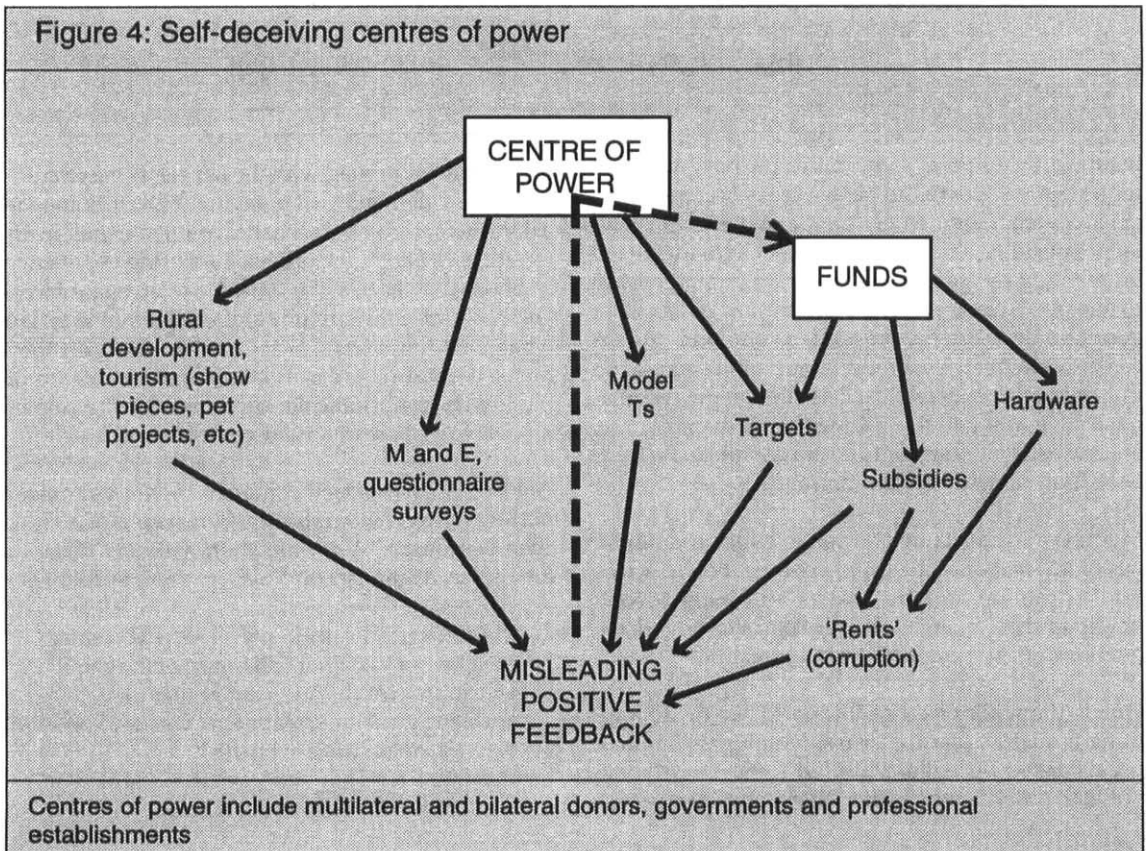 Figure 4: Self-deceiving centres of power
CENTRE OF
POWER
FUNDS
Rural
development,
tourism (show
pieces, pet
projects, etc)
M and E,
questionnaire
surveys
Model
Ts
Targets
Subsidies
Hardware
'Rents'
(corruption)
MISLEADING
POSITIVE
FEEDBACK
Centres of power include multilateral and bilateral donors, governments and professional
establishments